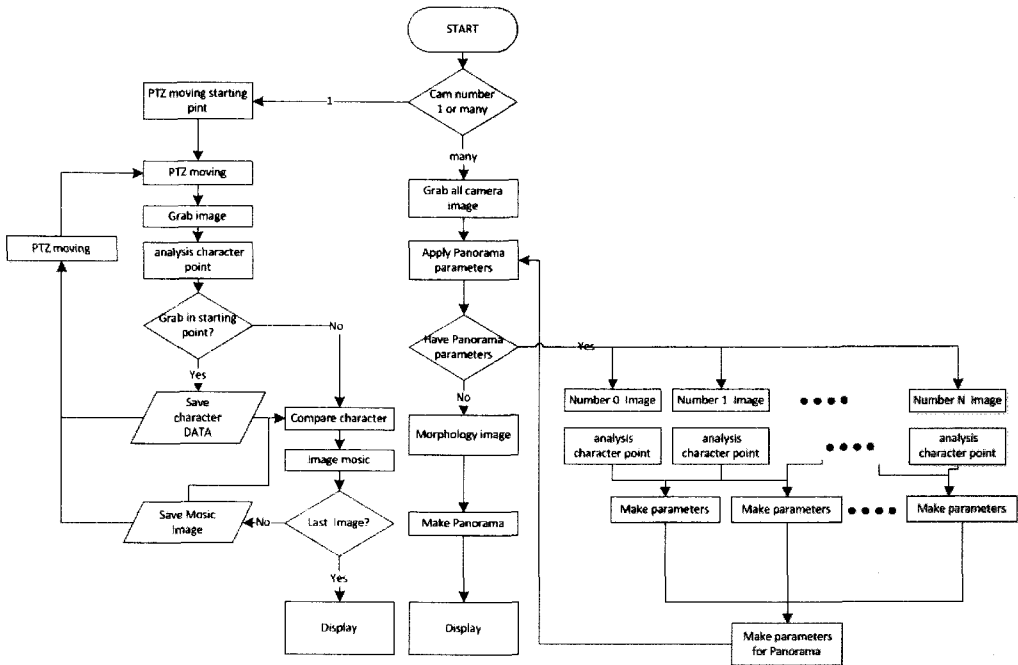 START
Cam number
1 or many
1
PTZ moving starting
pint
many
PTZ moving
Grab all camera
image
Grab image
PTZ moving
analysis character
point
Apply Panorama
parameters
Grab in starting
point?
No
Have Panorama
parameters
Yes
Yes
No
Save
character
DATA
Compare character
Morphology image
Image mosic
Number 0 Image
Number 1 Image
Number N Image
analysis
character point
analysis
character point
analysis
character point
Make parameters
Make parameters
Make parameters
Save Mosic
Image
No
Last Image?
Make Panorama
Yes
Display
Display
Make parameters
for Panorama